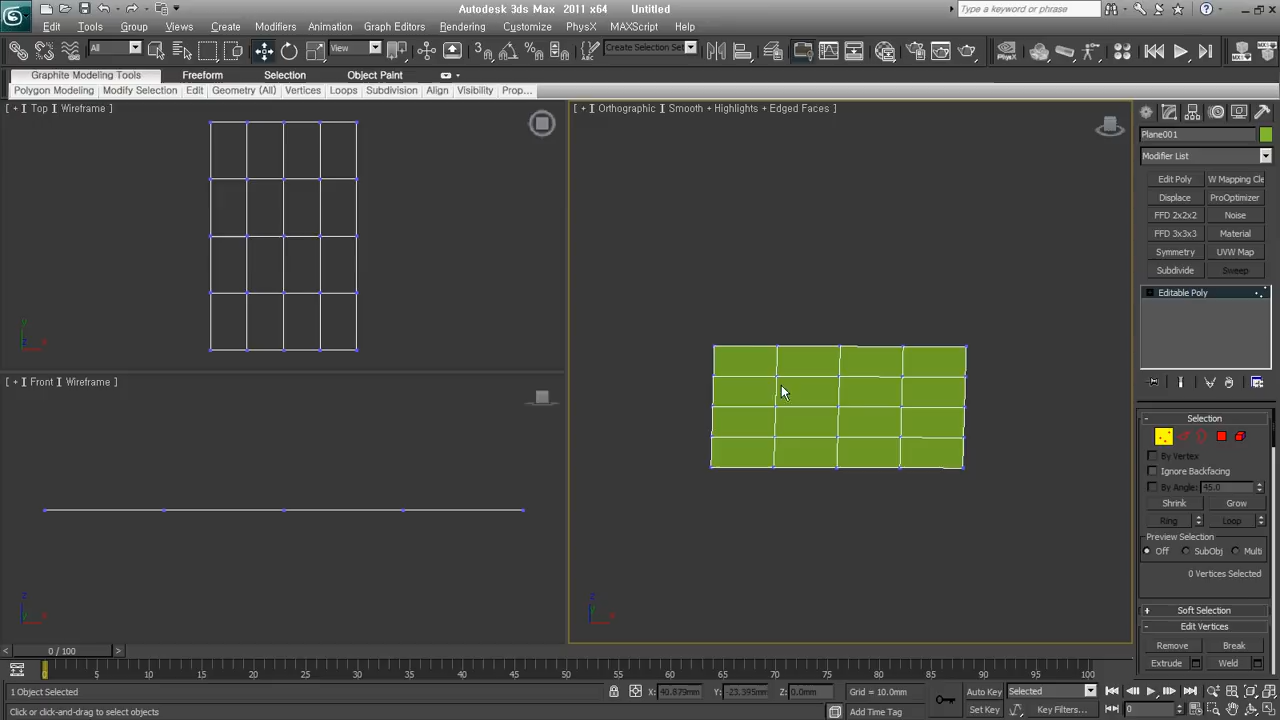 Autodesk 3ds Max 2011 x64 Untitled
Type a keyword or phrase
Edit Tools Group Views Create Modifiers Animation Graph Editors Rendering Customize PhysX MAXScript Help
All View Create Selection Set
Graphite Modeling Tools Freeform Selection Object Paint
Polygon Modeling Modify Selection Edit Geometry (All) Vertices Loops Subdivision Align Visibility Prop...
[ + ] Top ] Wireframe ]
[ + ] Orthographic ] Smooth + Highlights + Edged Faces ]
Plane001
Modifier List
Edit Poly W Mapping Cle
Displace ProOptimizer
FFD 2x2x2 Noise
FFD 3x3x3 Material
Symmetry UVW Map
Subdivide Sweep
Editable Poly
[ + ] Front ] Wireframe ]
Selection
By Vertex
Ignore Backfacing
By Angle: 45.0
Shrink Grow
Ring Loop
Preview Selection
Off SubObj Multi
0 Vertices Selected
Soft Selection
Edit Vertices
Remove Break
Extrude Weld
0 / 100
0 5 10 15 20 25 30 35 40 45 50 55 60 65 70 75 80 85 90 95 100
1 Object Selected X: 40.879mm Y: -23.395mm Z: 0.0mm Grid = 10.0mm Auto Key Selected
Click or click-and-drag to select objects Add Time Tag Set Key Key Filters... 0